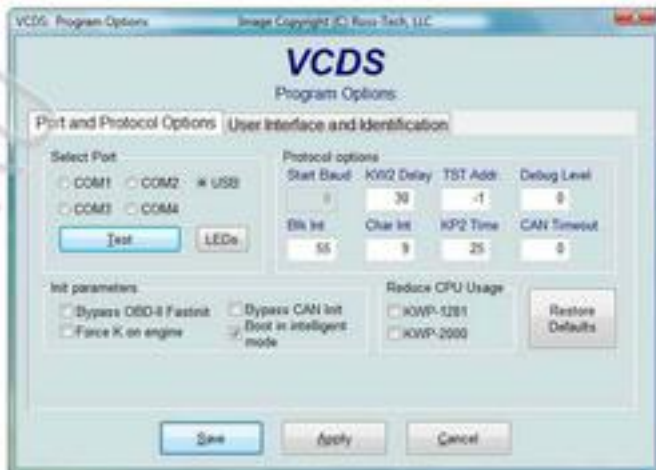 VCDS: Program Options
Image Copyright (C) Ross-Tech, LLC
VCDS
Program Options
Port and Protocol Options
User Interface and Identification
Select Port
COM1
COM2
USB
COM3
COM4
Test
LEDs
Protocol options
Start Baud
KW2 Delay
TST Addr
Debug Level
0
30
-1
0
Blk Int
Char Int
KP2 Time
CAN Timeout
55
9
25
0
Init parameters
Bypass OBD-II Fastinit
Bypass CAN Init
Force K on engine
Boot in intelligent
mode
Reduce CPU Usage
KWP-1281
KWP-2000
Restore
Defaults
Save
Apply
Cancel